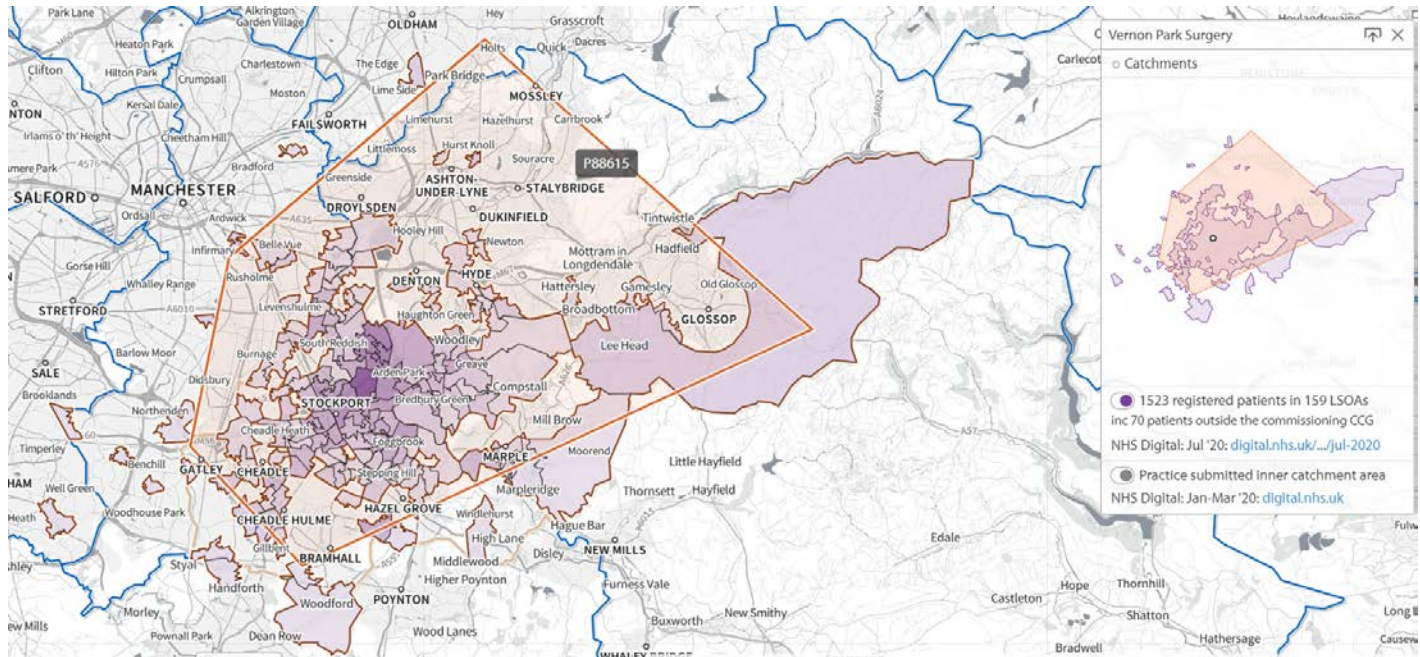 Park Lane
Alkrington
Garden Village
OLDHAM
Hey
Grasscroft
Heaton Park
Charlestown
The Edge
Holts
Quick
Dacres
Clifton
Hilton Park
Crumpsall
Moston
Lime Side
Park Bridge
MOSSLEY
Kersal Dale
FAILSWORTH
Limehurst
Hazelhurst
Carrbrook
Irlams o' th' Height
Cheetham Hill
Littlemoss
Hurst Knoll
A576
Bradford
Souracre
P88615
Greenside
ASHTON-
UNDER-LYNE
STALYBRIDGE
SALFORD
MANCHESTER
DROYLSDEN
DUKINFIELD
Ordsall
Ardwick
A635
Tintwistle
Infirmary
Belle Vue
Hooley Hill
Newton
Mottram in
Longdendale
Hadfield
Gorse Hill
Rusholme
DENTON
HYDE
M67
Hattersley
Gamesley
Old Glossop
Whalley Range
STRETFORD
A6010
Levenshulme
Haughton Green
Broadbottom
GLOSSOP
Barlow Moor
Burnage
South Reddish
Woodley
Lee Head
SALE
Didsbury
Arden Park
Greave
A626
Brooklands
STOCKPORT
Bredbury Green
Compstall
Northenden
Cheadle Heath
Mill Brow
Timperley
Foggbrook
Benchill
GATLEY
CHEADLE
Stepping Hill
MARPLE
Moorend
Little Hayfield
A57
Well Green
Marpleridge
Thornsett
Hayfield
Woodhouse Park
CHEADLE HULME
HAZEL GROVE
Windlehurst
Hague Bar
A6015
Gillbent
BRAMHALL
High Lane
Disley
NEW MILLS
Edale
Styal
Handforth
Middlewood
Higher Poynton
Furness Vale
Hope
Thornhill
Morley
Woodford
POYNTON
New Smithy
Castleton
Shatton
Pownall Park
Dean Row
Wood Lanes
Buxworth
Hathersage
WHALEY BRIDGE
Bradwell
A6024
Vernon Park Surgery
Catchments
1523 registered patients in 159 LSOAs
inc 70 patients outside the commissioning CCG
NHS Digital: Jul '20: digital.nhs.uk/.../jul-2020
Practice submitted inner catchment area
NHS Digital: Jan-Mar '20: digital.nhs.uk